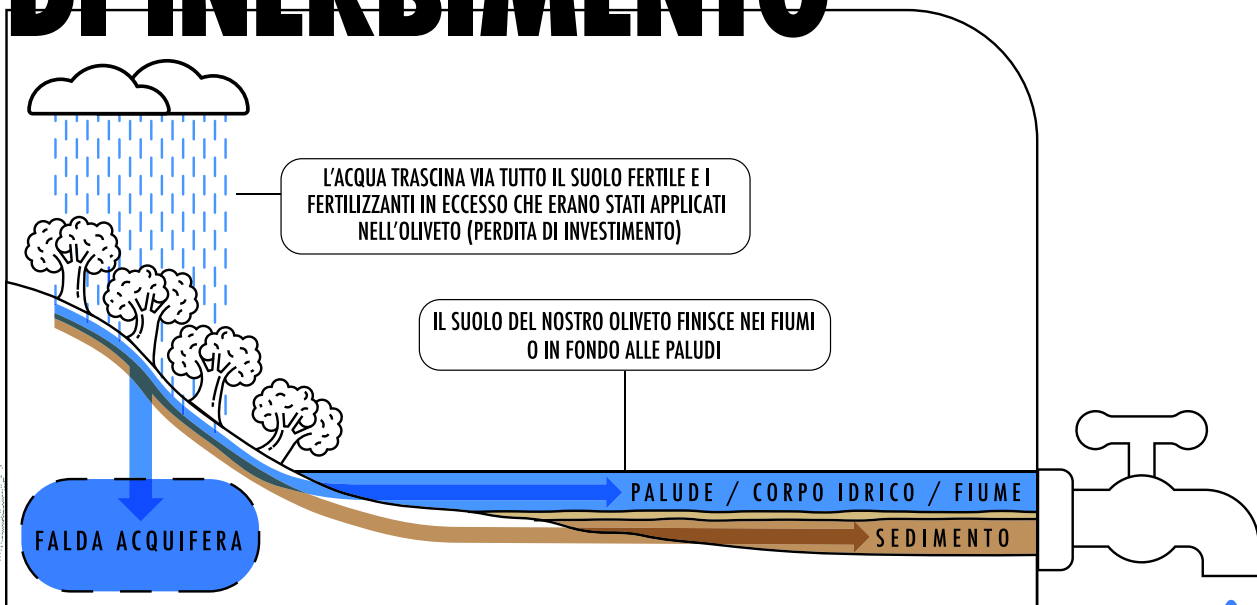 DI INERBIMENTO
L'ACQUA TRASCINA VIA TUTTO IL SUOLO FERTILE E I
FERTILIZZANTI IN ECCESSO CHE ERANO STATI APPLICATI
NELL'OLIVETO (PERDITA DI INVESTIMENTO)
IL SUOLO DEL NOSTRO OLIVETO FINISCE NEI FIUMI
O IN FONDO ALLE PALUDI
PALUDE / CORPO IDRICO / FIUME
SEDIMENTO
FALDA ACQUIFERA